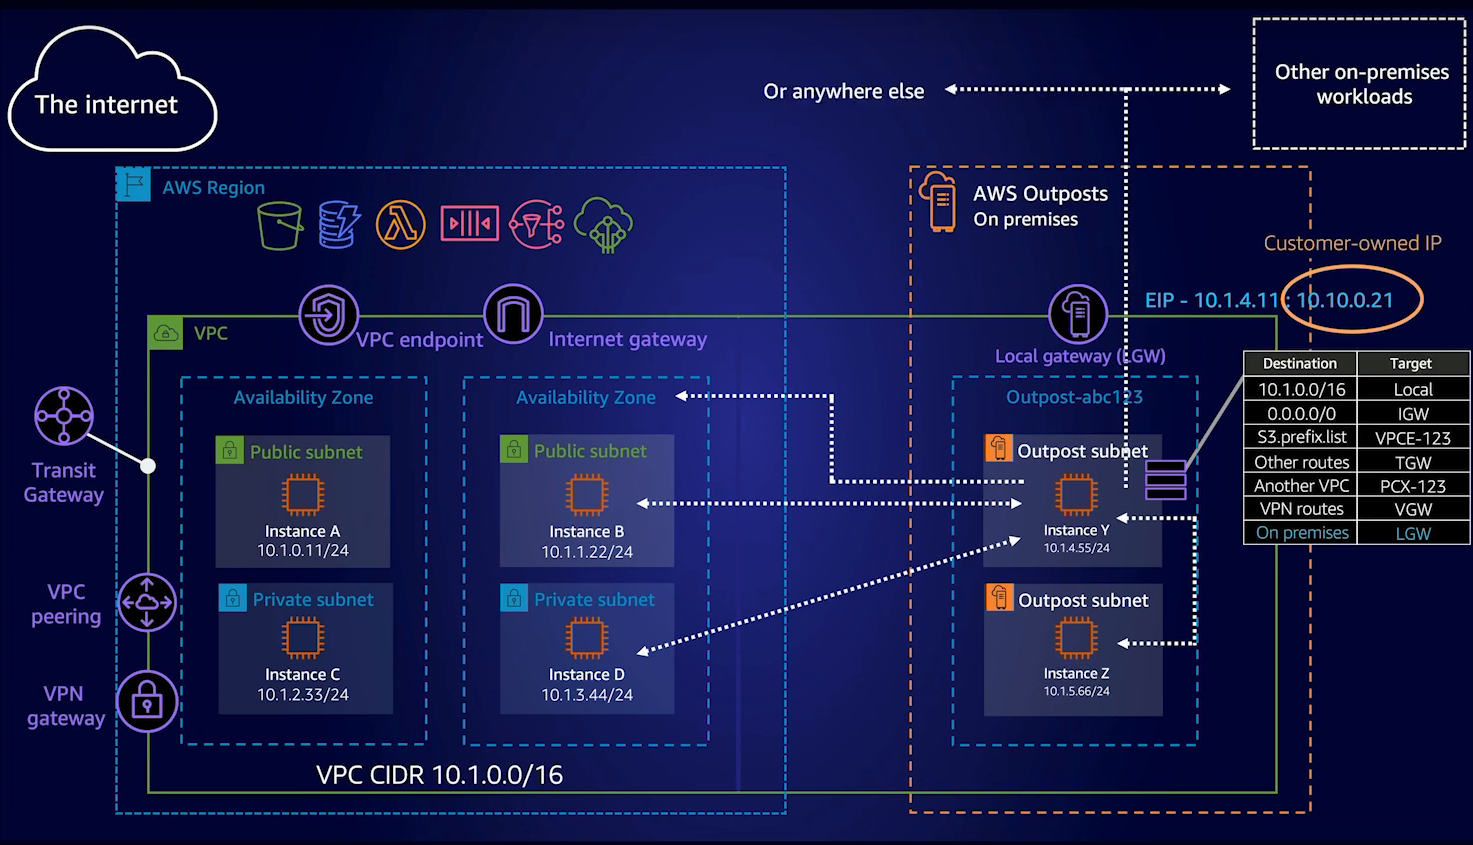 The internet
Or anywhere else
Other on-premises
workloads
AWS Region
AWS Outposts
On premises
Customer-owned IP
EIP - 10.1.4.11 : 10.10.0.21
VPC
VPC endpoint
Internet gateway
Local gateway (LGW)
Destination Target
10.1.0.0/16 Local
0.0.0.0/0 IGW
S3.prefix.list VPCE-123
Other routes TGW
Another VPC PCX-123
VPN routes VGW
On premises LGW
Transit
Gateway
VPC
peering
VPN
gateway
Availability Zone
Public subnet
Instance A
10.1.0.11/24
Private subnet
Instance C
10.1.2.33/24
Availability Zone
Public subnet
Instance B
10.1.1.22/24
Private subnet
Instance D
10.1.3.44/24
Outpost-abc123
Outpost subnet
Instance Y
10.1.4.55/24
Outpost subnet
Instance Z
10.1.5.66/24
VPC CIDR 10.1.0.0/16